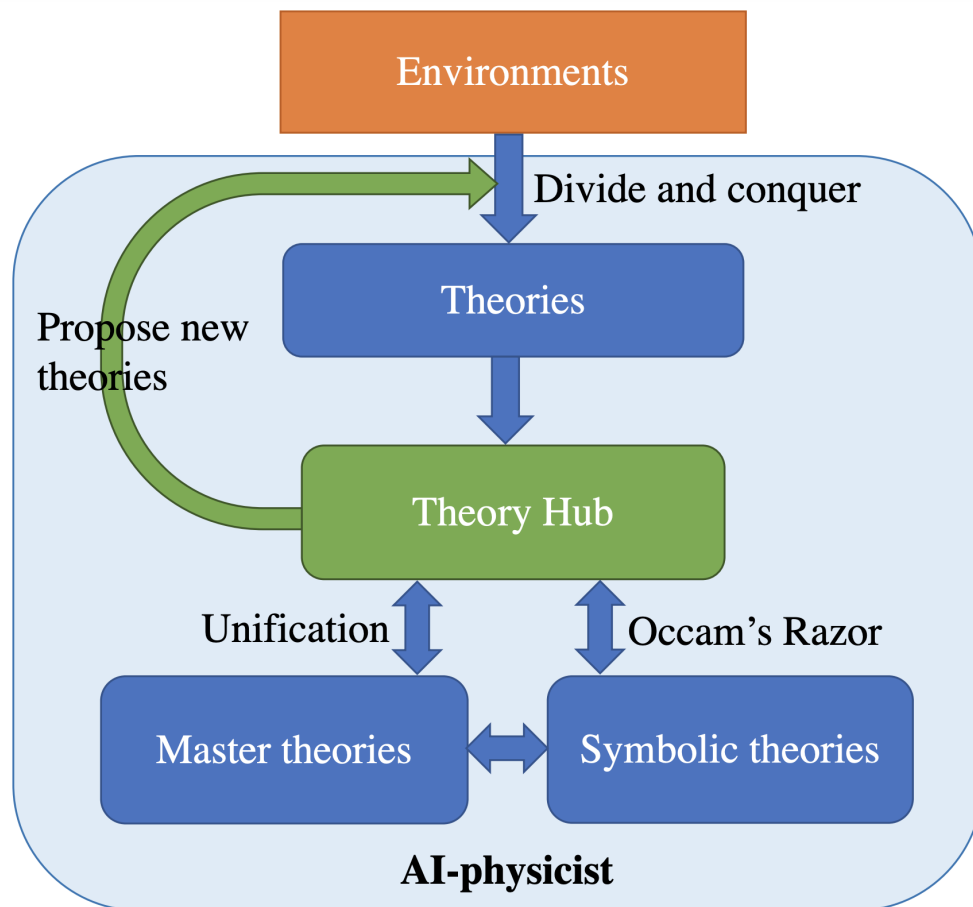 Environments
Divide and conquer
Theories
Propose new
theories
Theory Hub
Unification
Occam’s Razor
Master theories
Symbolic theories
AI-physicist